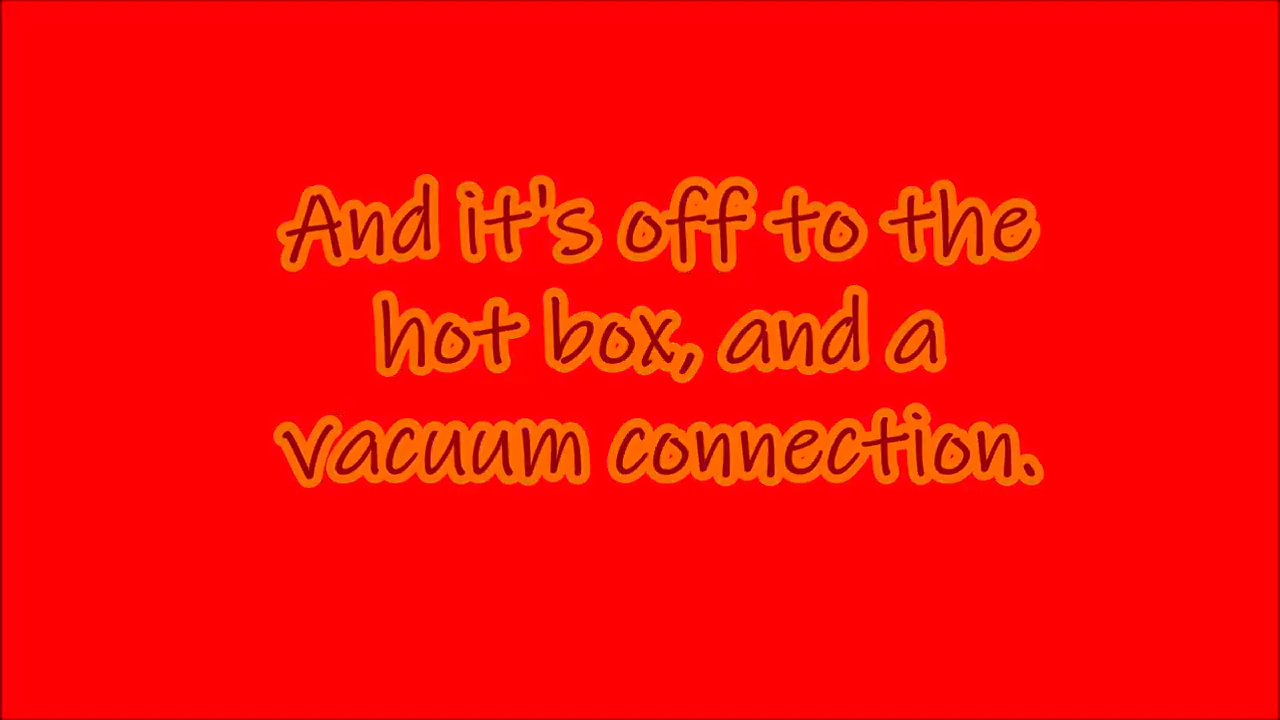 And it's off to the
hot box, and a
vacuum connection.